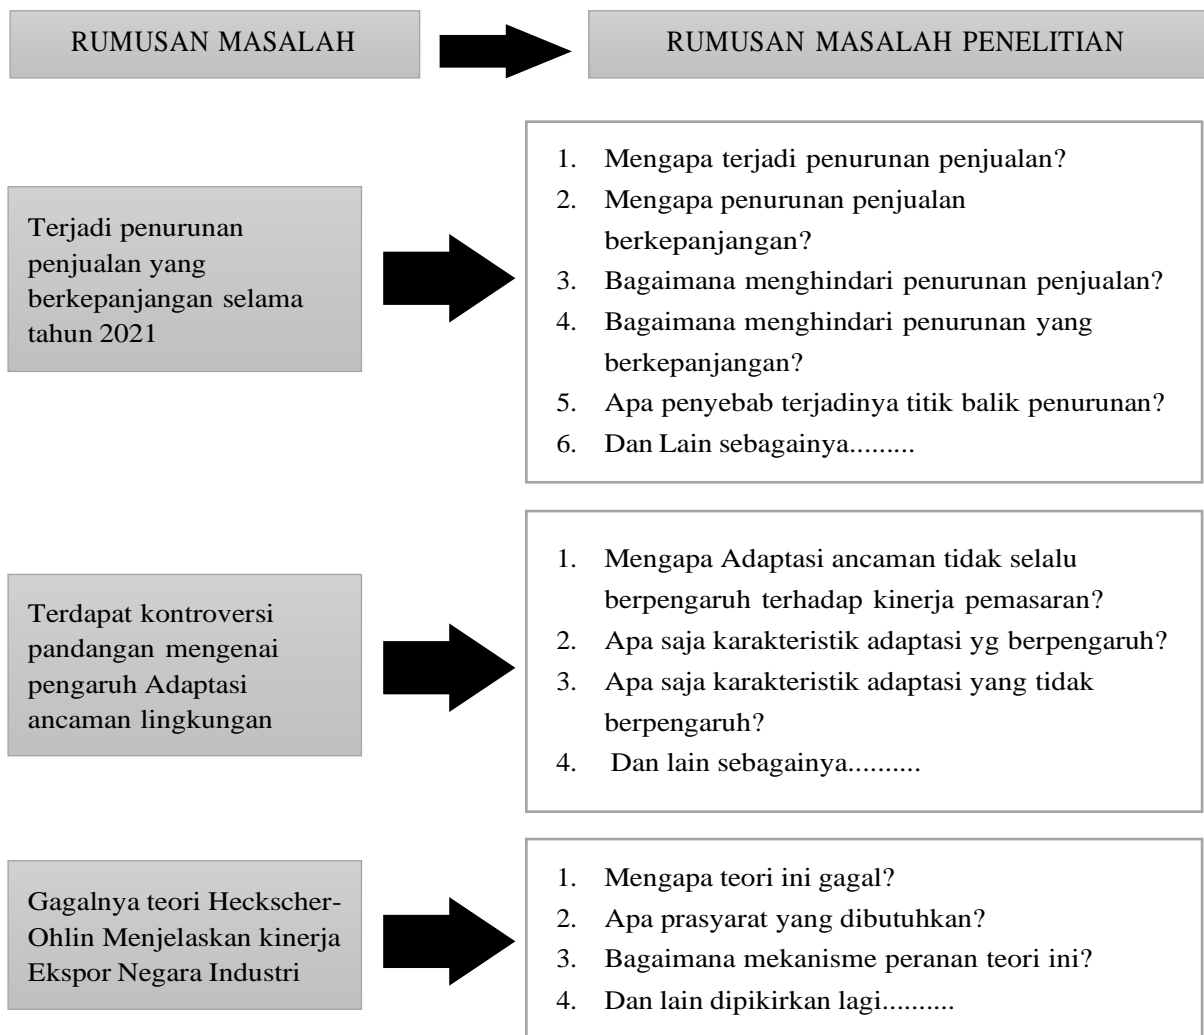 RUMUSAN MASALAH
RUMUSAN MASALAH PENELITIAN
Terjadi penurunan
penjualan yang
berkepanjangan selama
tahun 2021
1. Mengapa terjadi penurunan penjualan?
2. Mengapa penurunan penjualan
berkepanjangan?
3. Bagaimana menghindari penurunan penjualan?
4. Bagaimana menghindari penurunan yang
berkepanjangan?
5. Apa penyebab terjadinya titik balik penurunan?
6. Dan Lain sebagainya.........
Terdapat kontroversi
pandangan mengenai
pengaruh Adaptasi
ancaman lingkungan
1. Mengapa Adaptasi ancaman tidak selalu
berpengaruh terhadap kinerja pemasaran?
2. Apa saja karakteristik adaptasi yg berpengaruh?
3. Apa saja karakteristik adaptasi yang tidak
berpengaruh?
4. Dan lain sebagainya..........
Gagalnya teori Heckscher-
Ohlin Menjelaskan kinerja
Ekspor Negara Industri
1. Mengapa teori ini gagal?
2. Apa prasyarat yang dibutuhkan?
3. Bagaimana mekanisme peranan teori ini?
4. Dan lain dipikirkan lagi..........